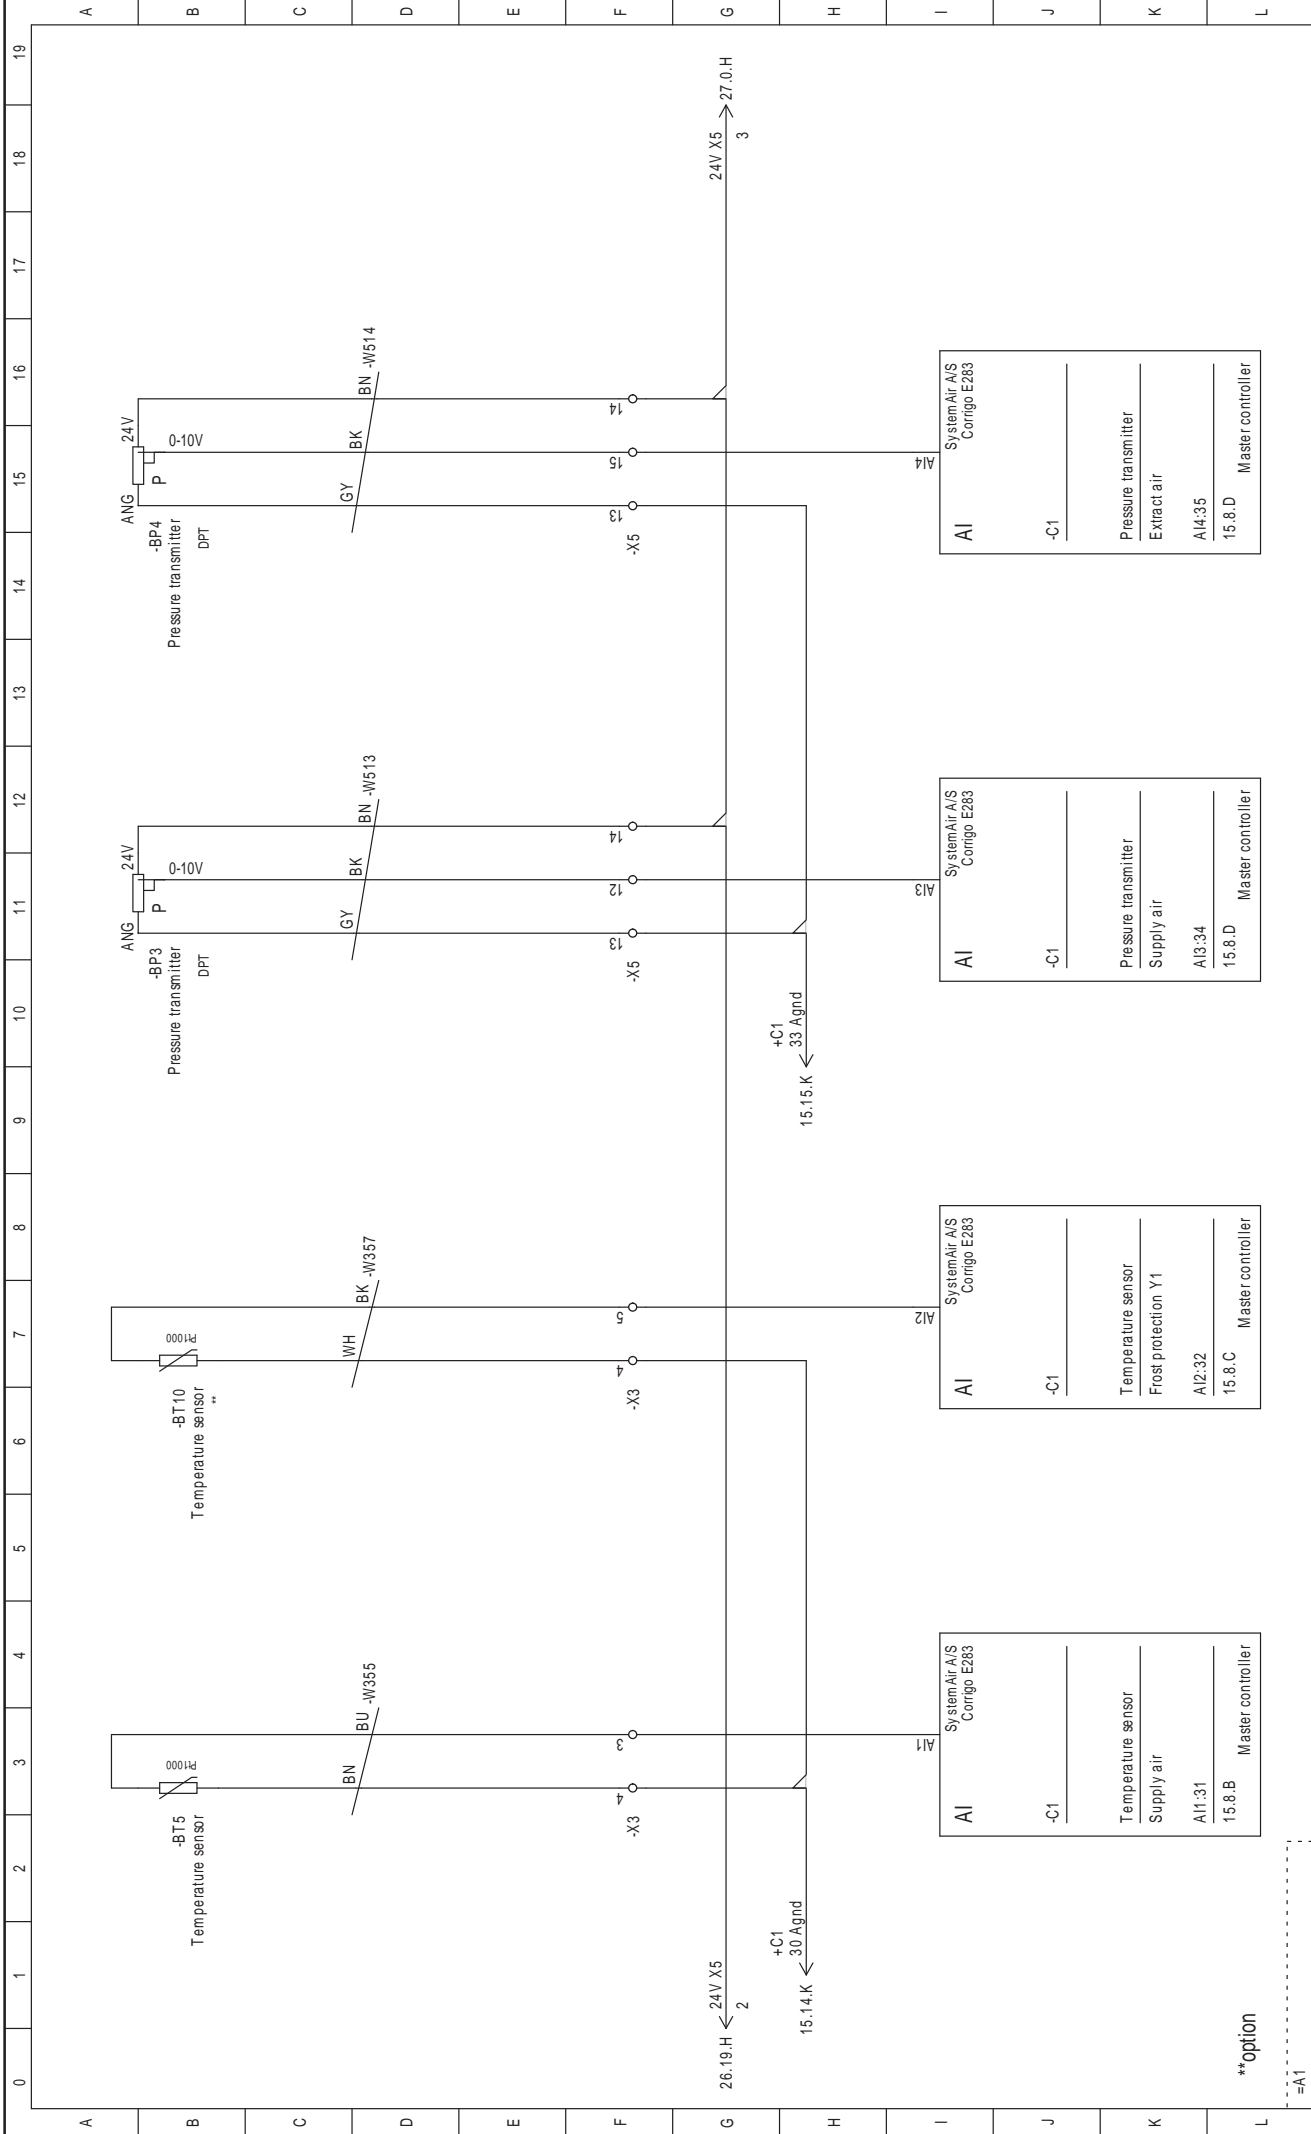 0 1 2 3 4 5 6 7 8 9 10 11 12 13 14 15 16 17 18 19
A A
B B
C C
D D
E E
F F
G G
H H
I I
J J
K K
L L
-BT5
Temperature sensor
Pt1000
BN
BU
-W355
-X3
4
3
-BT10
Temperature sensor
**
Pt1000
WH
BK
-W357
-X3
4
5
-BP3
Pressure transmitter
DPT
ANG
24V
P
0-10V
GY
BK
BN
-W513
-X5
13
12
14
-BP4
Pressure transmitter
DPT
ANG
24V
P
0-10V
GY
BK
BN
-W514
-X5
13
15
14
26.19.H
24V X5
2
24V X5
3
27.0.H
+C1
30 Agnd
15.14.K
+C1
33 Agnd
15.15.K
AI1
AI
SystemAir A/S
Corrigo E283
-C1
Temperature sensor
Supply air
AI1:31
15.8.B
Master controller
AI2
AI
SystemAir A/S
Corrigo E283
-C1
Temperature sensor
Frost protection Y1
AI2:32
15.8.C
Master controller
AI3
AI
SystemAir A/S
Corrigo E283
-C1
Pressure transmitter
Supply air
AI3:34
15.8.D
Master controller
AI4
AI
SystemAir A/S
Corrigo E283
-C1
Pressure transmitter
Extract air
AI4:35
15.8.D
Master controller
**option
=A1